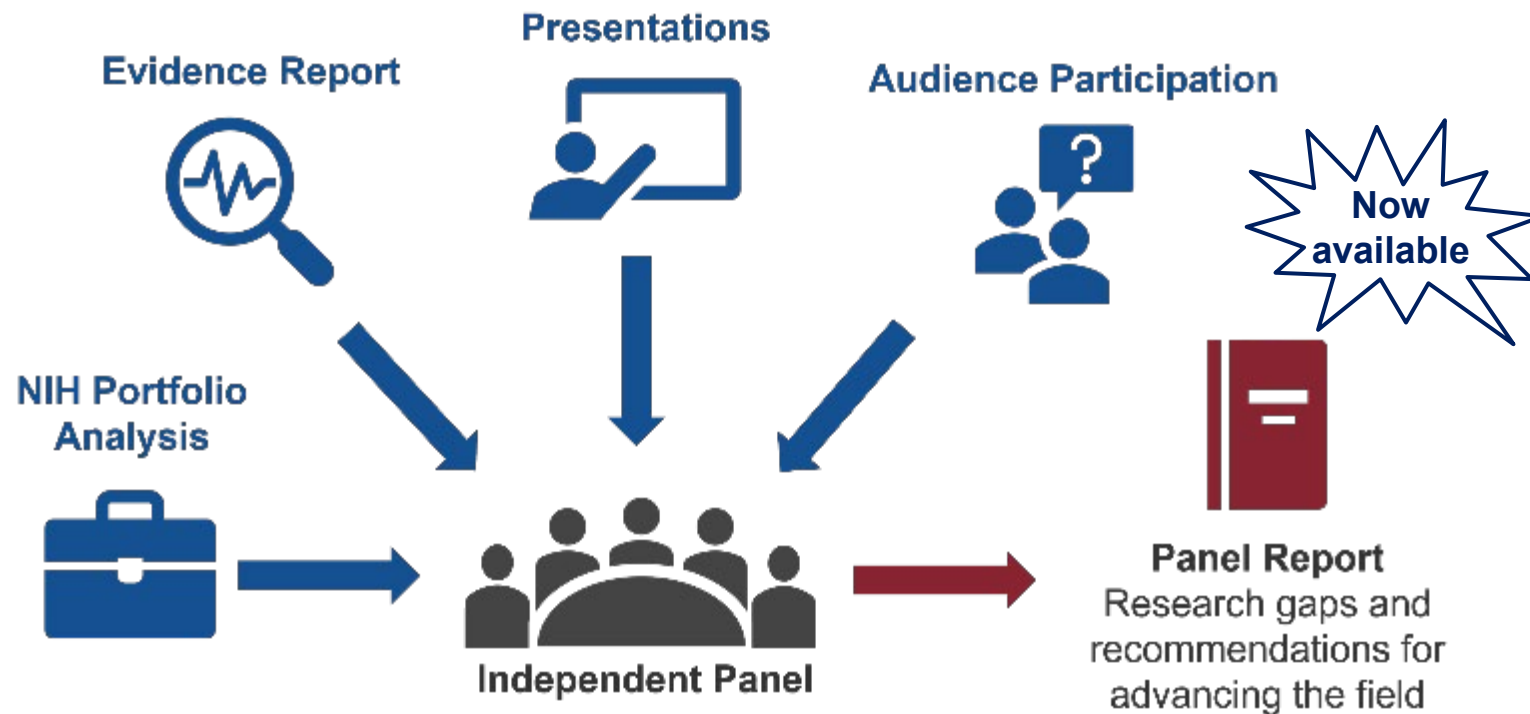 Presentations
Evidence Report
Audience Participation
?
Now
available
NIH Portfolio
Analysis
Independent Panel
Panel Report
Research gaps and
recommendations for
advancing the field